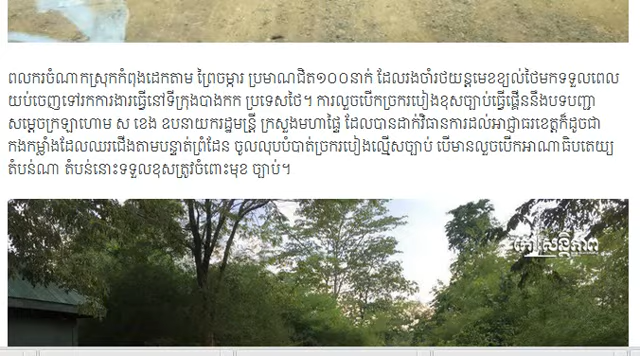 ពលករចំណាកស្រុកកំពុងដេកតាម ព្រៃចម្ការ ប្រមាណជិត១០០នាក់ ដែលរងចាំរថយន្តមេខខ្យល់ថៃមកទទួលពេល
យប់ចេញទៅរកការងារធ្វើនៅទីក្រុងបាងកក ប្រទេសថៃ។ ការលួចបើកច្រករបៀងខុសច្បាប់ធ្វើផ្គើននឹងបទបញ្ជា
សម្តេចក្រឡាហោម ស ខេង ឧបនាយករដ្ឋមន្ត្រី ក្រសួងមហាផ្ទៃ ដែលបានដាក់វិធានការដល់អាជ្ញាធរខេត្តក៏ដូចជា
កងកម្លាំងដែលឈរជើងតាមបន្ទាត់ព្រំដែន ចូលលុបបំបាត់ច្រករបៀងល្មើសច្បាប់ បើមានលួចបើកអាណាធិបតេយ្យ
តំបន់ណា តំបន់នោះទទួលខុសត្រូវចំពោះមុខ ច្បាប់។
កៅ សន្តិភាព